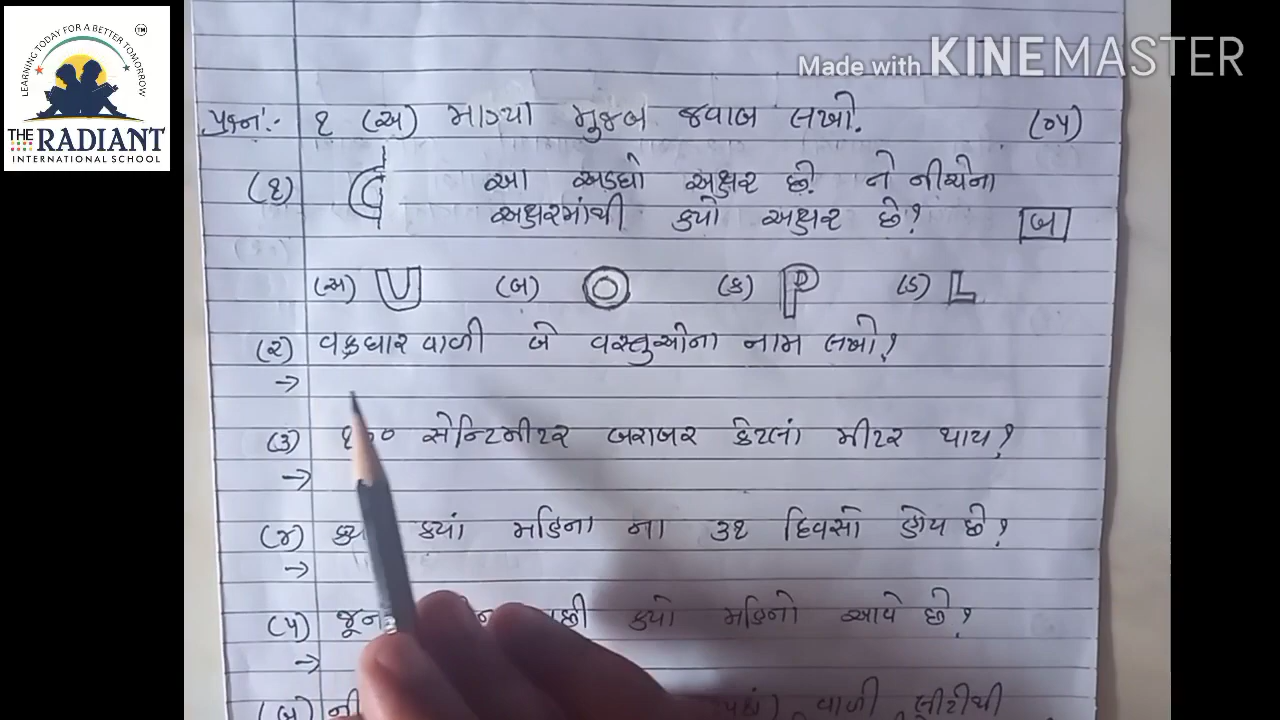 LEARNING TODAY FOR A BETTER TOMORROW
TM
THE RADIANT
INTERNATIONAL SCHOOL
Made with KINEMASTER
પ્રશ્ન:- ૧ (અ) માગ્યા મુજબ જવાબ લખો. (૦૫)
(૧) આ અડધો અક્ષર છે. તે નીચેના
અક્ષરમાંથી કયો અક્ષર છે? બ
(અ) U (બ) O (ક) P (ડ) L
(૨) વક્રધાર વાળી બે વસ્તુઓના નામ લખો?
→
(૩) ૧૦૦ સેન્ટિમીટર બરાબર કેટલાં મીટર થાય?
→
(૪) ક્યાં મહિના ના ૩૧ દિવસો હોય છે?
→
(૫) જૂન પછી કયો મહિનો આવે છે?
→
(બ) ની વાળી લીટીથી